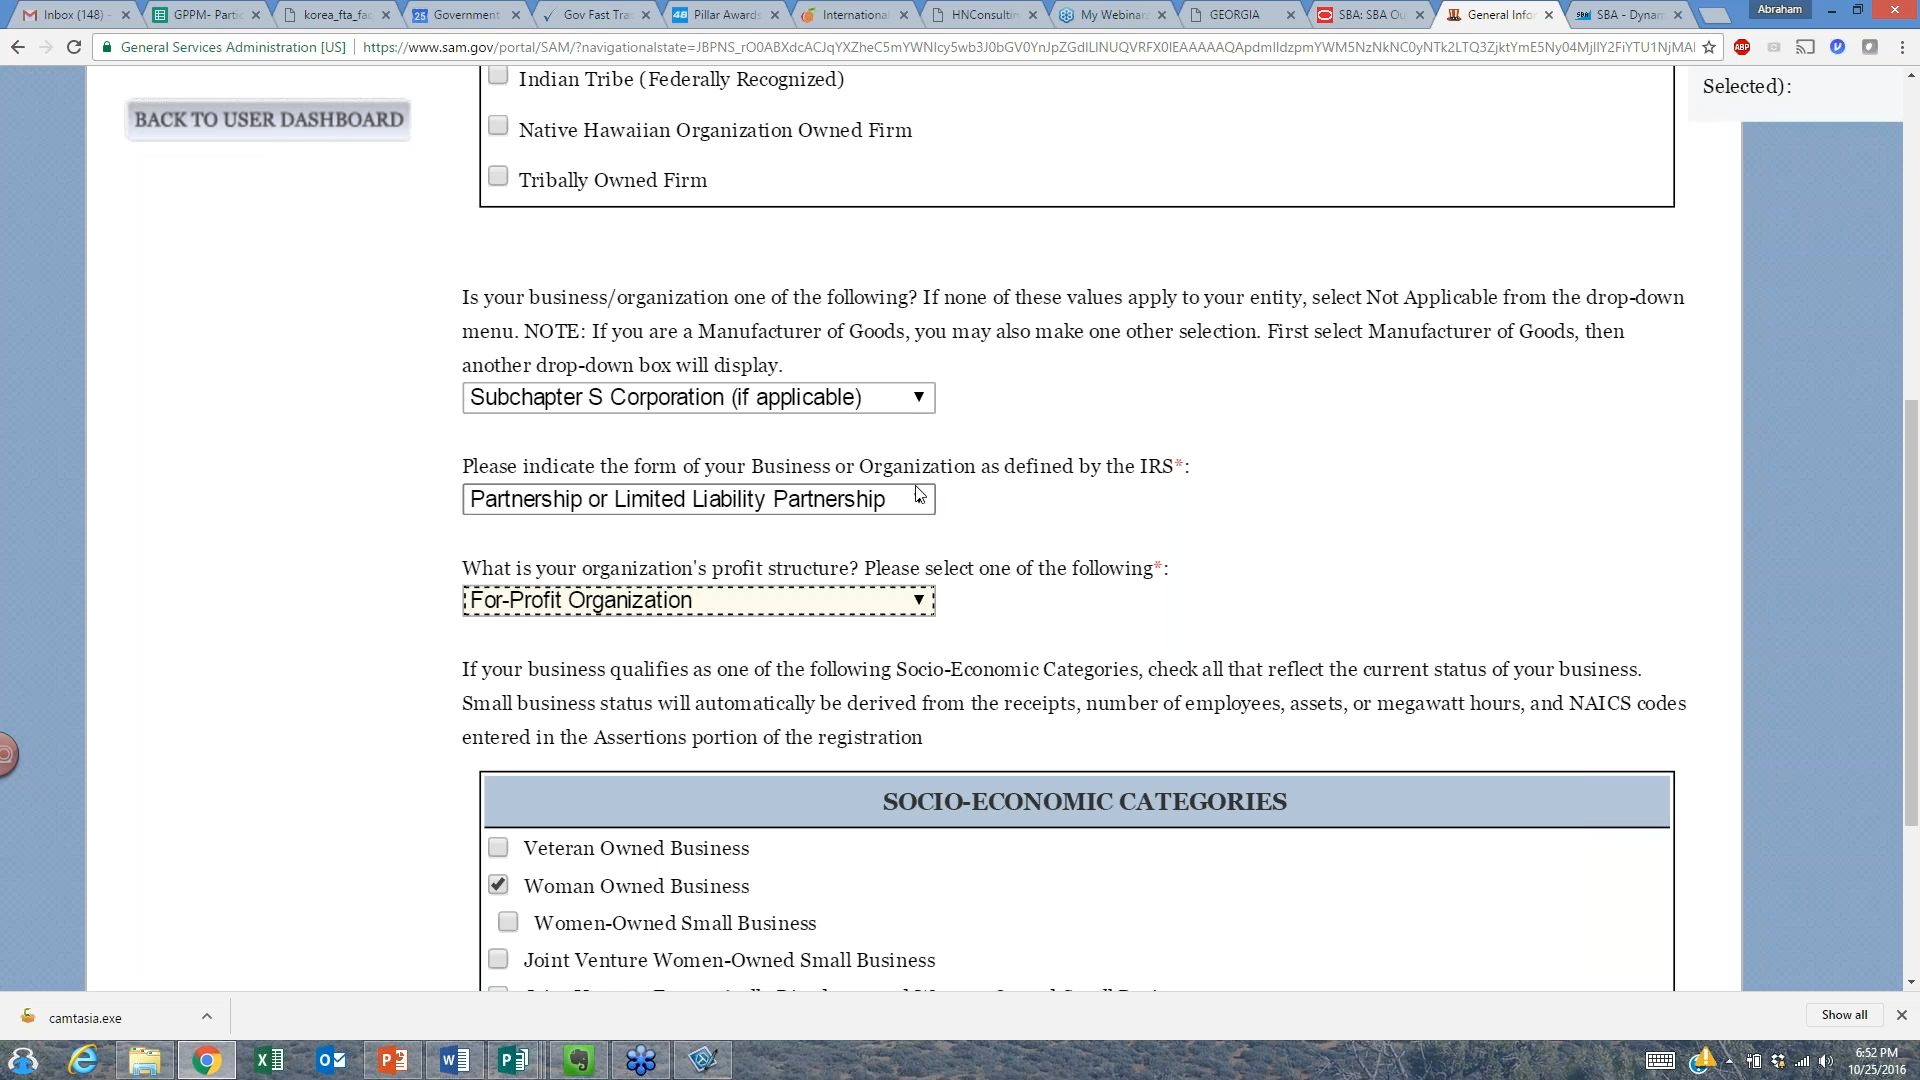 Inbox (148) -
GPPM- Partic
korea_fta_fac
Government
Gov Fast Tra
Pillar Awards
International
HNConsultin
My Webinar
GEORGIA
SBA: SBA Ou
General Infor
SBA - Dynam
Abraham
General Services Administration [US]
Selected):
BACK TO USER DASHBOARD
Indian Tribe (Federally Recognized)
Native Hawaiian Organization Owned Firm
Tribally Owned Firm
Is your business/organization one of the following? If none of these values apply to your entity, select Not Applicable from the drop-down
menu. NOTE: If you are a Manufacturer of Goods, you may also make one other selection. First select Manufacturer of Goods, then
another drop-down box will display.
Subchapter S Corporation (if applicable)
Please indicate the form of your Business or Organization as defined by the IRS*:
Partnership or Limited Liability Partnership
What is your organization's profit structure? Please select one of the following*:
For-Profit Organization
If your business qualifies as one of the following Socio-Economic Categories, check all that reflect the current status of your business.
Small business status will automatically be derived from the receipts, number of employees, assets, or megawatt hours, and NAICS codes
entered in the Assertions portion of the registration
SOCIO-ECONOMIC CATEGORIES
Veteran Owned Business
Woman Owned Business
Women-Owned Small Business
Joint Venture Women-Owned Small Business
camtasia.exe
Show all
6:52 PM
10/25/2016